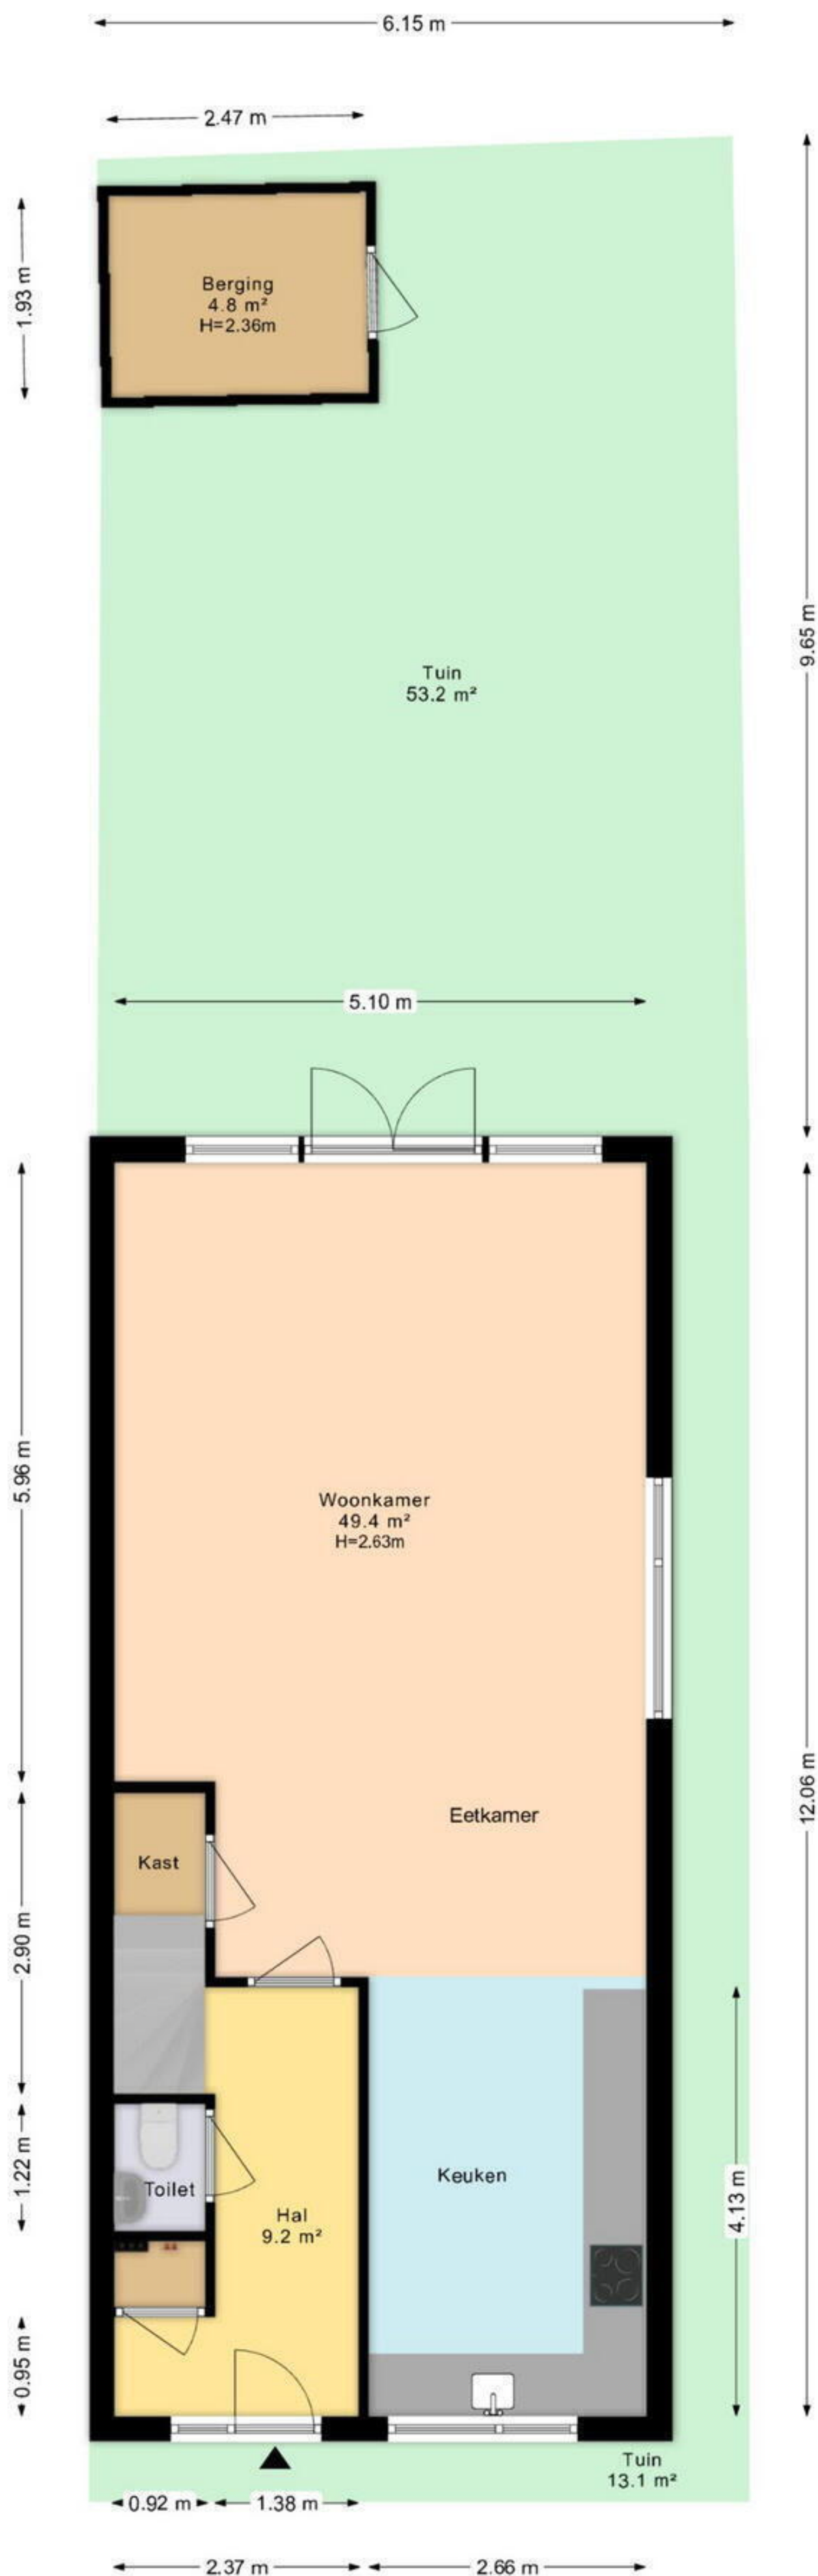 6.15 m
2.47 m
1.93 m
Berging
4.8 m²
H=2.36m
9.65 m
Tuin
53.2 m²
5.10 m
5.96 m
Woonkamer
49.4 m²
H=2.63m
12.06 m
Eetkamer
Kast
2.90 m
1.22 m
Toilet
Keuken
4.13 m
Hal
9.2 m²
0.95 m
Tuin
13.1 m²
0.92 m
1.38 m
2.37 m
2.66 m